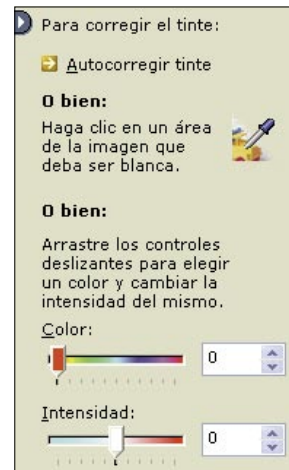 Para corregir el tinte:
Autocorregir tinte
O bien:
Haga clic en un área
de la imagen que
deba ser blanca.
O bien:
Arrastre los controles
deslizantes para elegir
un color y cambiar la
intensidad del mismo.
Color:
0
Intensidad:
0